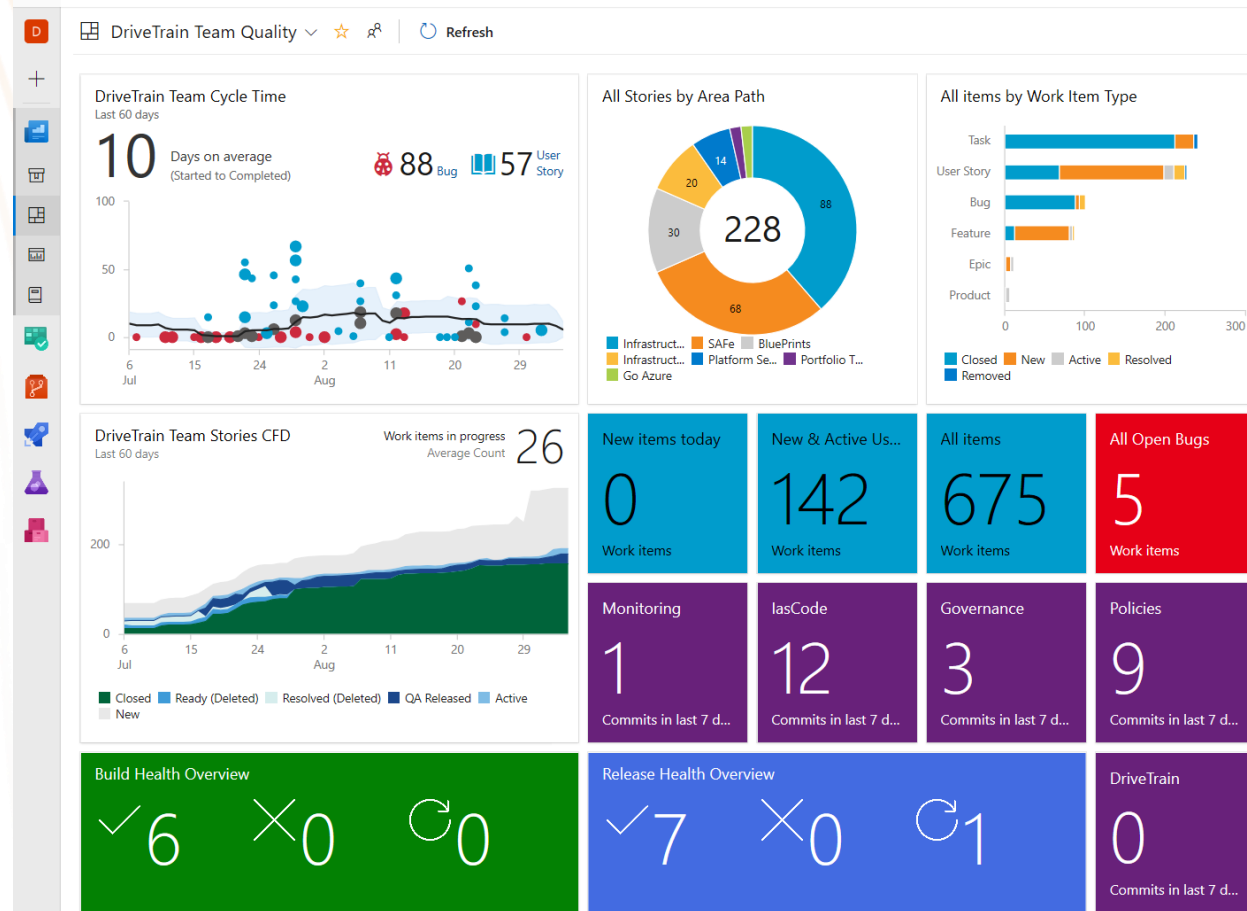 D
DriveTrain Team Quality
Refresh
DriveTrain Team Cycle Time
Last 60 days
10
Days on average
(Started to Completed)
88 Bug
57 User
Story
100
50
0
6
15
24
2
11
20
29
Jul
Aug
All Stories by Area Path
14
20
88
30
228
68
Infrastruct...
SAFe
BluePrints
Infrastruct...
Platform Se...
Portfolio T...
Go Azure
All items by Work Item Type
Task
User Story
Bug
Feature
Epic
Product
0
100
200
300
Closed
New
Active
Resolved
Removed
DriveTrain Team Stories CFD
Last 60 days
Work items in progress
Average Count
26
200
0
6
15
24
2
11
20
29
Jul
Aug
Closed
Ready (Deleted)
Resolved (Deleted)
QA Released
Active
New
New items today
0
Work items
New & Active Us...
142
Work items
All items
675
Work items
All Open Bugs
5
Work items
Monitoring
1
Commits in last 7 d...
IasCode
12
Commits in last 7 d...
Governance
3
Commits in last 7 d...
Policies
9
Commits in last 7 d...
Build Health Overview
6
0
0
Release Health Overview
7
0
1
DriveTrain
0
Commits in last 7 d...